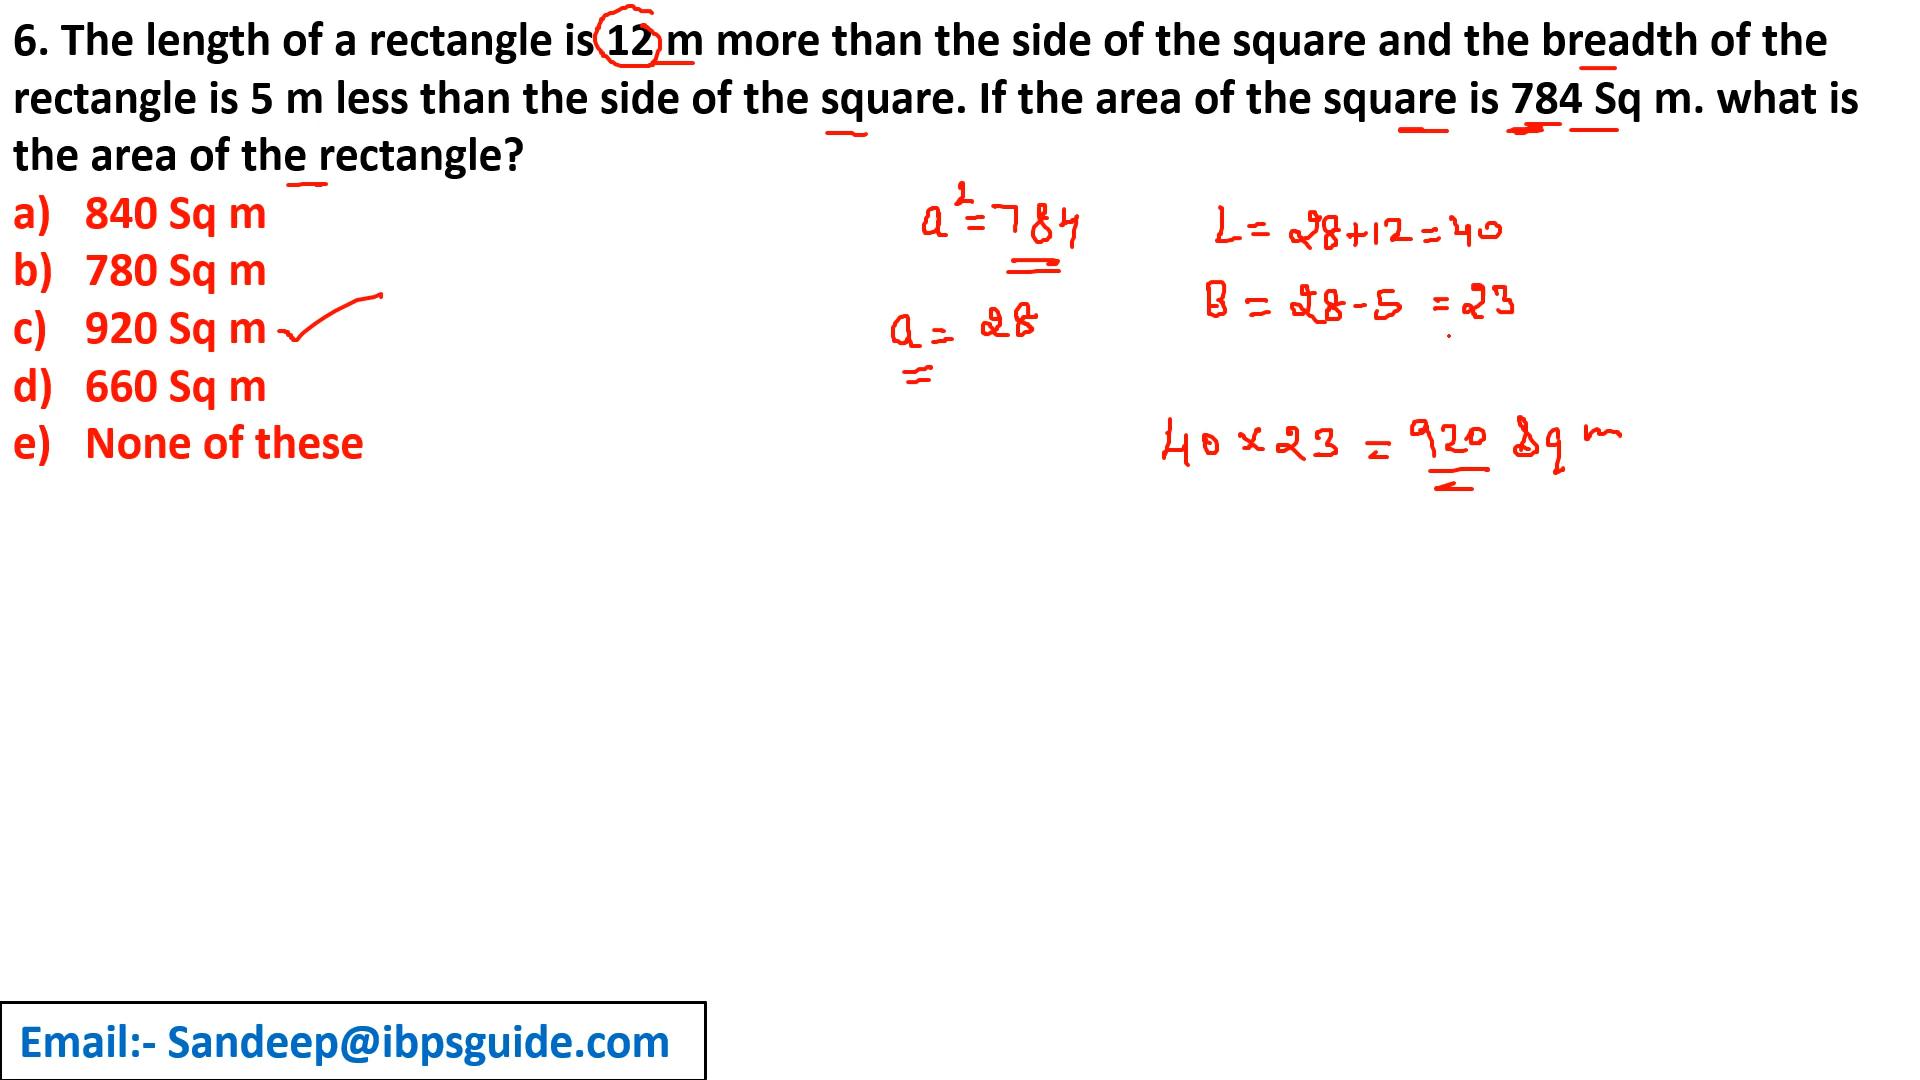 6. The length of a rectangle is 12 m more than the side of the square and the breadth of the
rectangle is 5 m less than the side of the square. If the area of the square is 784 Sq m. what is
the area of the rectangle?
a) 840 Sq m
b) 780 Sq m
c) 920 Sq m
d) 660 Sq m
e) None of these
a² = 784
a = 28
L = 28+12 = 40
B = 28-5 = 23
40 × 23 = 920 Sq m
Email:- Sandeep@ibpsguide.com